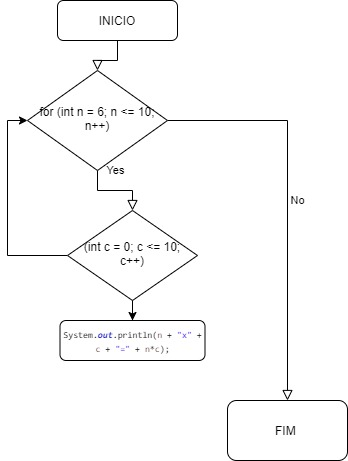 INICIO
for (int n = 6; n <= 10;
n++)
Yes
No
(int c = 0; c <= 10;
c++)
System.out.println(n + "x" +
c + "=" + n*c);
FIM